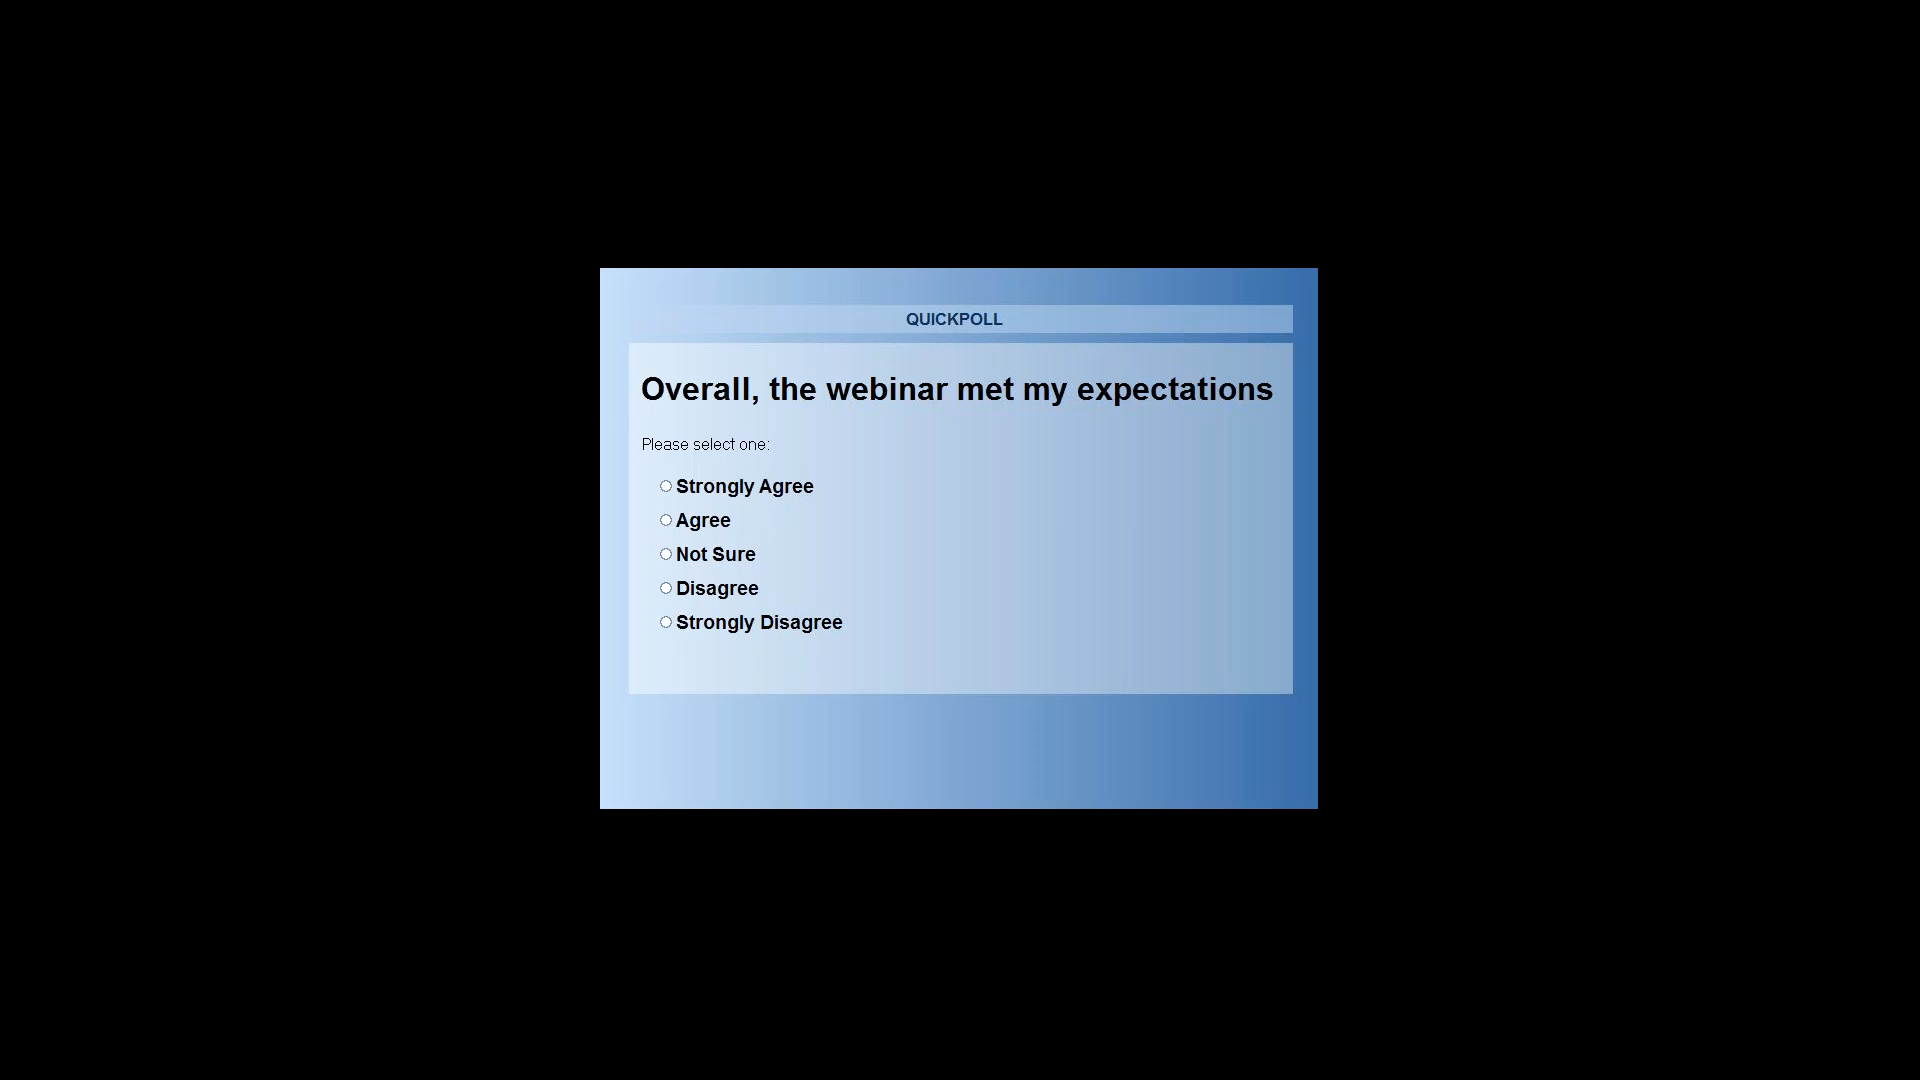 QUICKPOLL
Overall, the webinar met my expectations
Please select one:
Strongly Agree
Agree
Not Sure
Disagree
Strongly Disagree